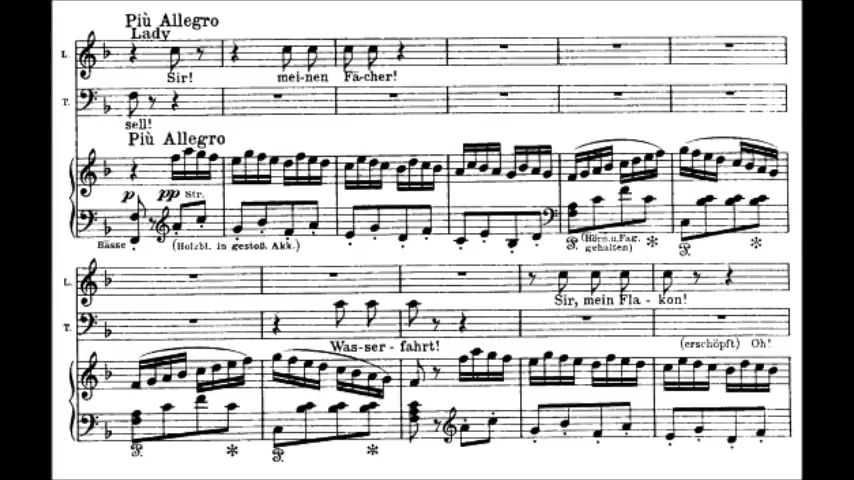 Più Allegro
Lady
L.
Sir! mei-nen Fä-cher!
T.
sell!
Più Allegro
p pp Str.
Bässe (Holzbl. in gestoß. Akk.) (Hörn. u. Fag. gehalten)
L.
Sir, mein Fla - kon!
T.
Was-ser - fahrt! (erschöpft) Oh!